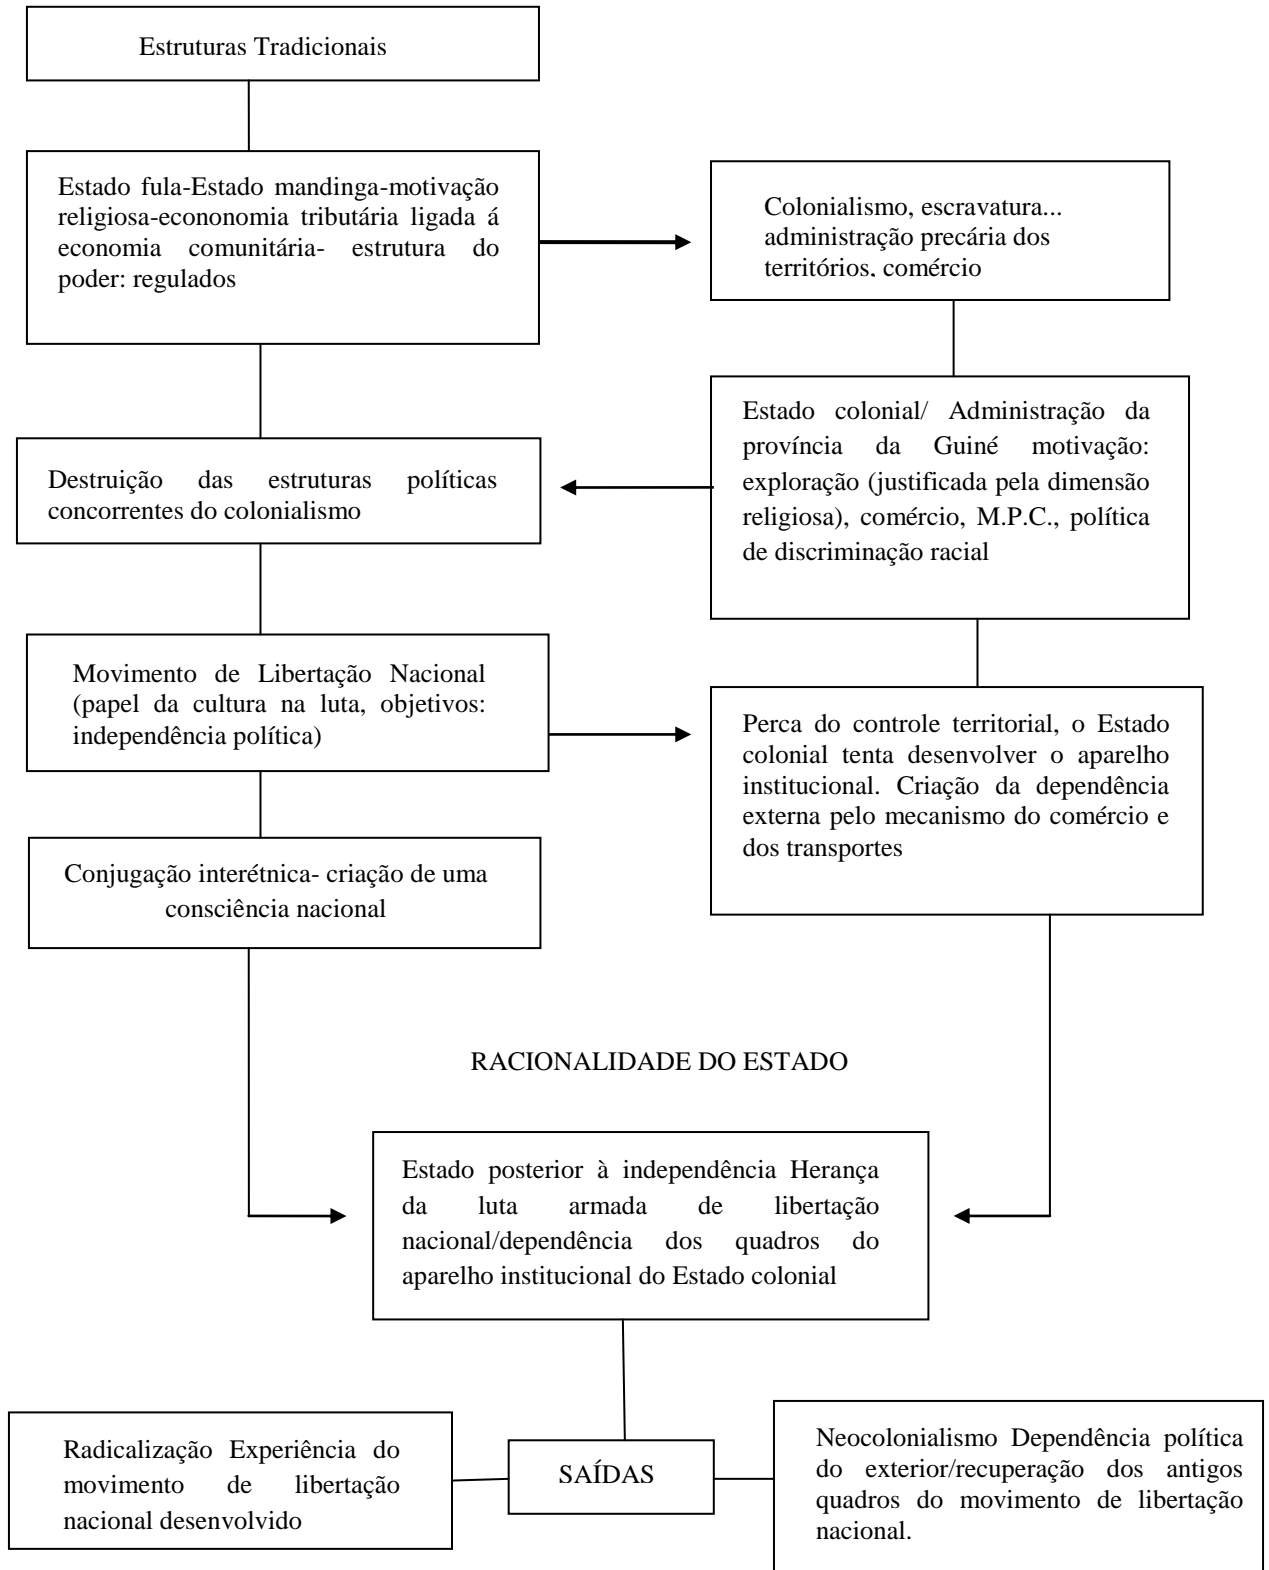 Estruturas Tradicionais
Estado fula-Estado mandinga-motivação
religiosa-econonomia tributária ligada á
economia comunitária- estrutura do
poder: regulados
Colonialismo, escravatura...
administração precária dos
territórios, comércio
Estado colonial/ Administração da
província da Guiné motivação:
exploração (justificada pela dimensão
religiosa), comércio, M.P.C., política
de discriminação racial
Destruição das estruturas políticas
concorrentes do colonialismo
Movimento de Libertação Nacional
(papel da cultura na luta, objetivos:
independência política)
Perca do controle territorial, o Estado
colonial tenta desenvolver o aparelho
institucional. Criação da dependência
externa pelo mecanismo do comércio e
dos transportes
Conjugação interétnica- criação de uma
consciência nacional
RACIONALIDADE DO ESTADO
Estado posterior à independência Herança
da luta armada de libertação
nacional/dependência dos quadros do
aparelho institucional do Estado colonial
Radicalização Experiência do
movimento de libertação
nacional desenvolvido
SAÍDAS
Neocolonialismo Dependência política
do exterior/recuperação dos antigos
quadros do movimento de libertação
nacional.